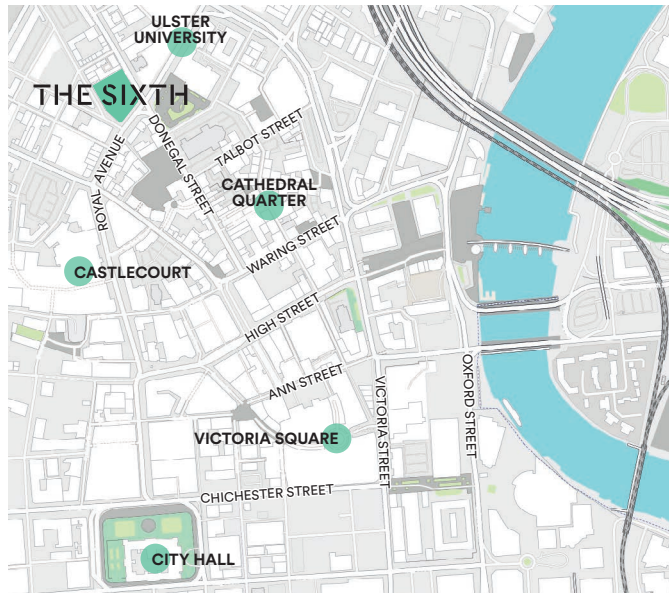 ULSTER
UNIVERSITY
THE SIXTH
DONEGAL STREET
TALBOT STREET
ROYAL AVENUE
CATHEDRAL
QUARTER
WARING STREET
CASTLECOURT
HIGH STREET
ANN STREET
VICTORIA STREET
OXFORD STREET
VICTORIA SQUARE
CHICHESTER STREET
CITY HALL